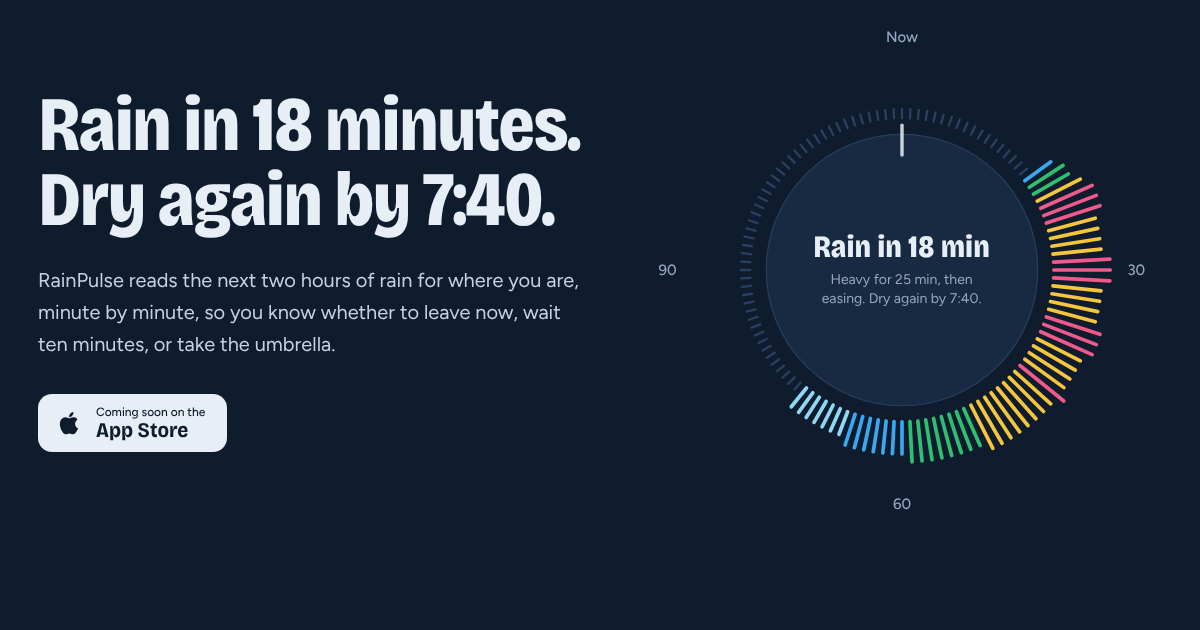 Now
Rain in 18 minutes.
Dry again by 7:40.
RainPulse reads the next two hours of rain for where you are,
minute by minute, so you know whether to leave now, wait
ten minutes, or take the umbrella.
Coming soon on the
App Store
Rain in 18 min
Heavy for 25 min, then
easing. Dry again by 7:40.
90
30
60